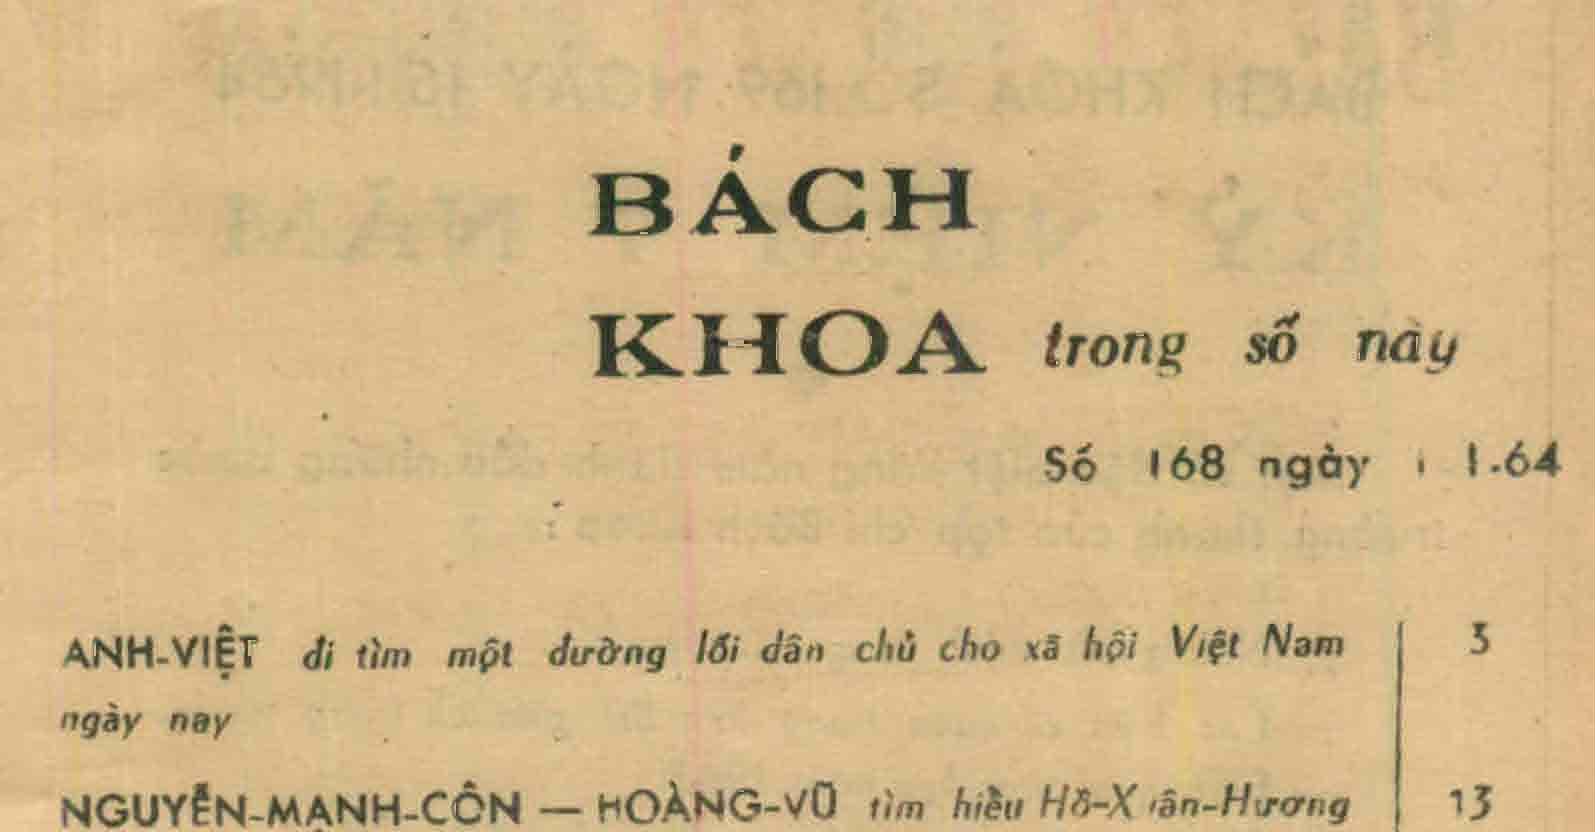 BÁCH
KHOA trong số này
Số 168 ngày 1 1.64
ANH-VIỆT đi tìm một đường lối dân chủ cho xã hội Việt Nam 3
ngày nay
NGUYỄN-MẠNH-CÔN — HOÀNG-VŨ tìm hiểu Hồ-Xuân-Hương 13